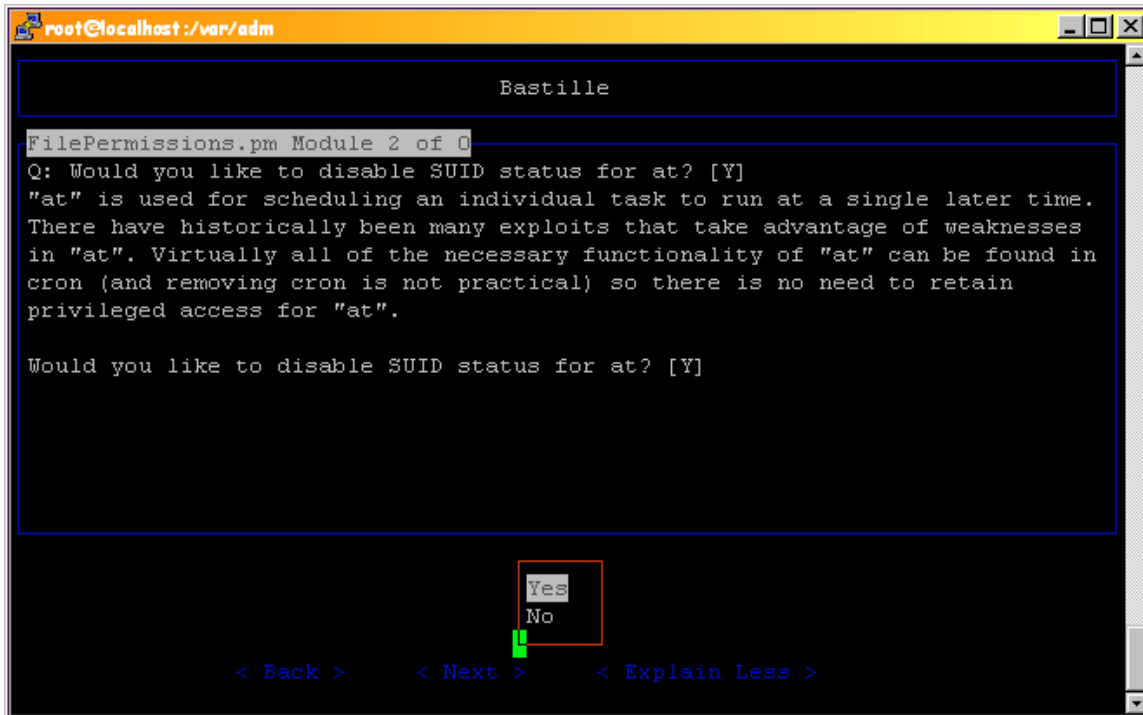 root@localhost:/var/adm
Bastille
FilePermissions.pm Module 2 of 0
Q: Would you like to disable SUID status for at? [Y]
"at" is used for scheduling an individual task to run at a single later time.
There have historically been many exploits that take advantage of weaknesses
in "at". Virtually all of the necessary functionality of "at" can be found in
cron (and removing cron is not practical) so there is no need to retain
privileged access for "at".
Would you like to disable SUID status for at? [Y]
Yes
No
< Back > < Next > < Explain Less >